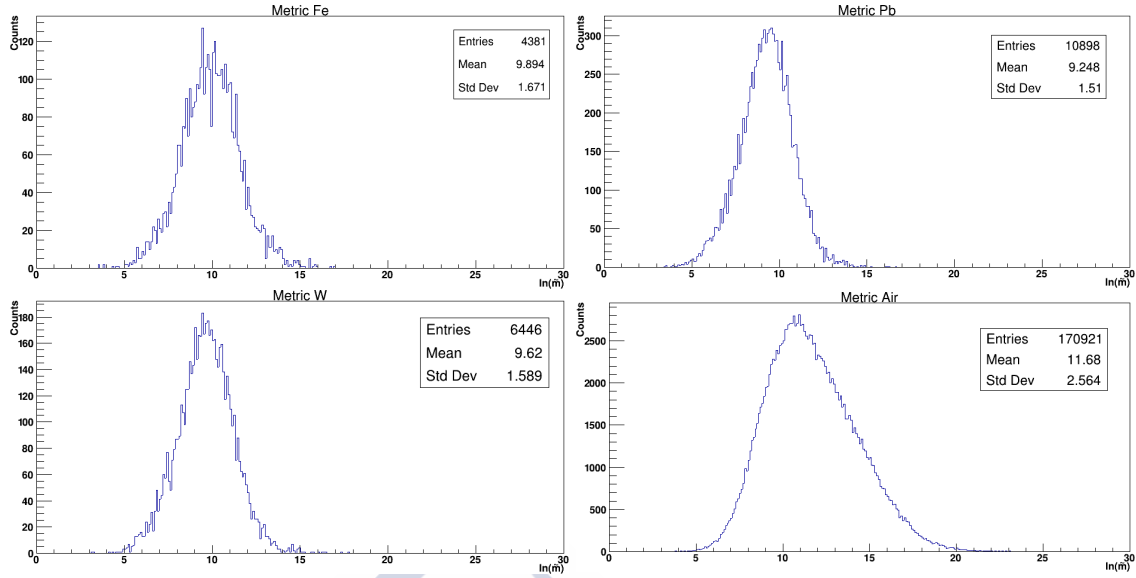 Metric Fe
Counts
Entries 4381
Mean 9.894
Std Dev 1.671
120
100
80
60
40
20
0
0 5 10 15 20 25 30
ln(m̃)
Metric Pb
Counts
Entries 10898
Mean 9.248
Std Dev 1.51
300
250
200
150
100
50
0
0 5 10 15 20 25 30
ln(m̃)
Metric W
Counts
Entries 6446
Mean 9.62
Std Dev 1.589
180
160
140
120
100
80
60
40
20
0
0 5 10 15 20 25 30
ln(m̃)
Metric Air
Counts
Entries 170921
Mean 11.68
Std Dev 2.564
2500
2000
1500
1000
500
0
0 5 10 15 20 25 30
ln(m̃)